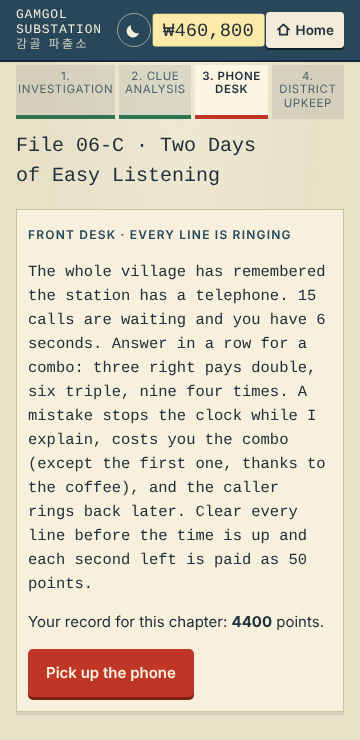 GAMGOL
SUBSTATION
감골 파출소
₩460,800
Home
1.
INVESTIGATION
2. CLUE
ANALYSIS
3. PHONE
DESK
4.
DISTRICT
UPKEEP
File 06-C · Two Days
of Easy Listening
FRONT DESK · EVERY LINE IS RINGING
The whole village has remembered
the station has a telephone. 15
calls are waiting and you have 6
seconds. Answer in a row for a
combo: three right pays double,
six triple, nine four times. A
mistake stops the clock while I
explain, costs you the combo
(except the first one, thanks to
the coffee), and the caller
rings back later. Clear every
line before the time is up and
each second left is paid as 50
points.
Your record for this chapter: 4400 points.
Pick up the phone